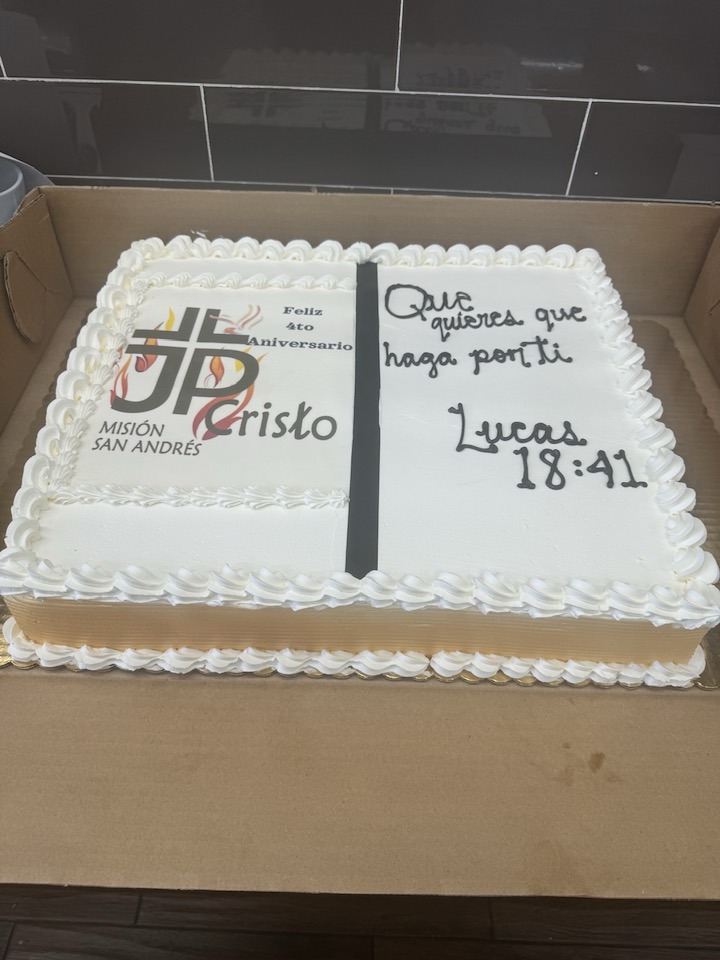 Feliz
4to
Aniversario
JP
Cristo
MISIÓN
SAN ANDRÉS
Que
quieres que
haga por ti
Lucas
18:41